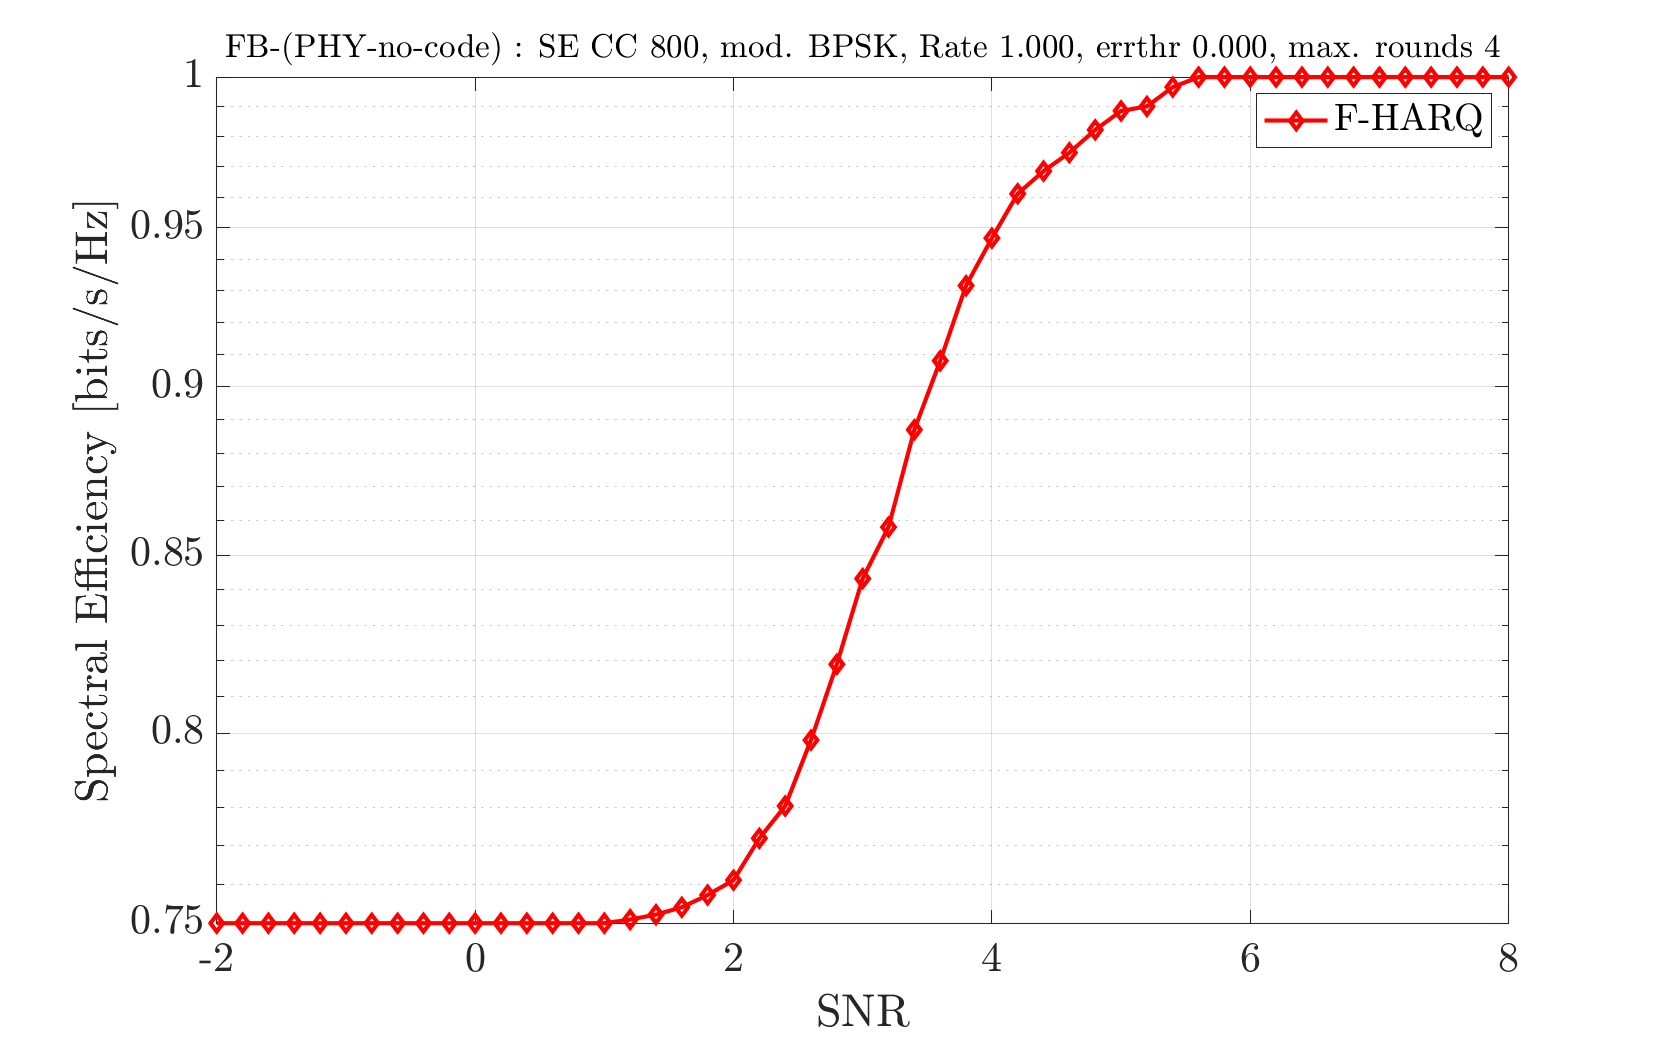 FB-(PHY-no-code) : SE CC 800, mod. BPSK, Rate 1.000, errthr 0.000, max. rounds 4
1
0.95
0.9
0.85
0.8
0.75
Spectral Efficiency [bits/s/Hz]
F-HARQ
-2 0 2 4 6 8
SNR